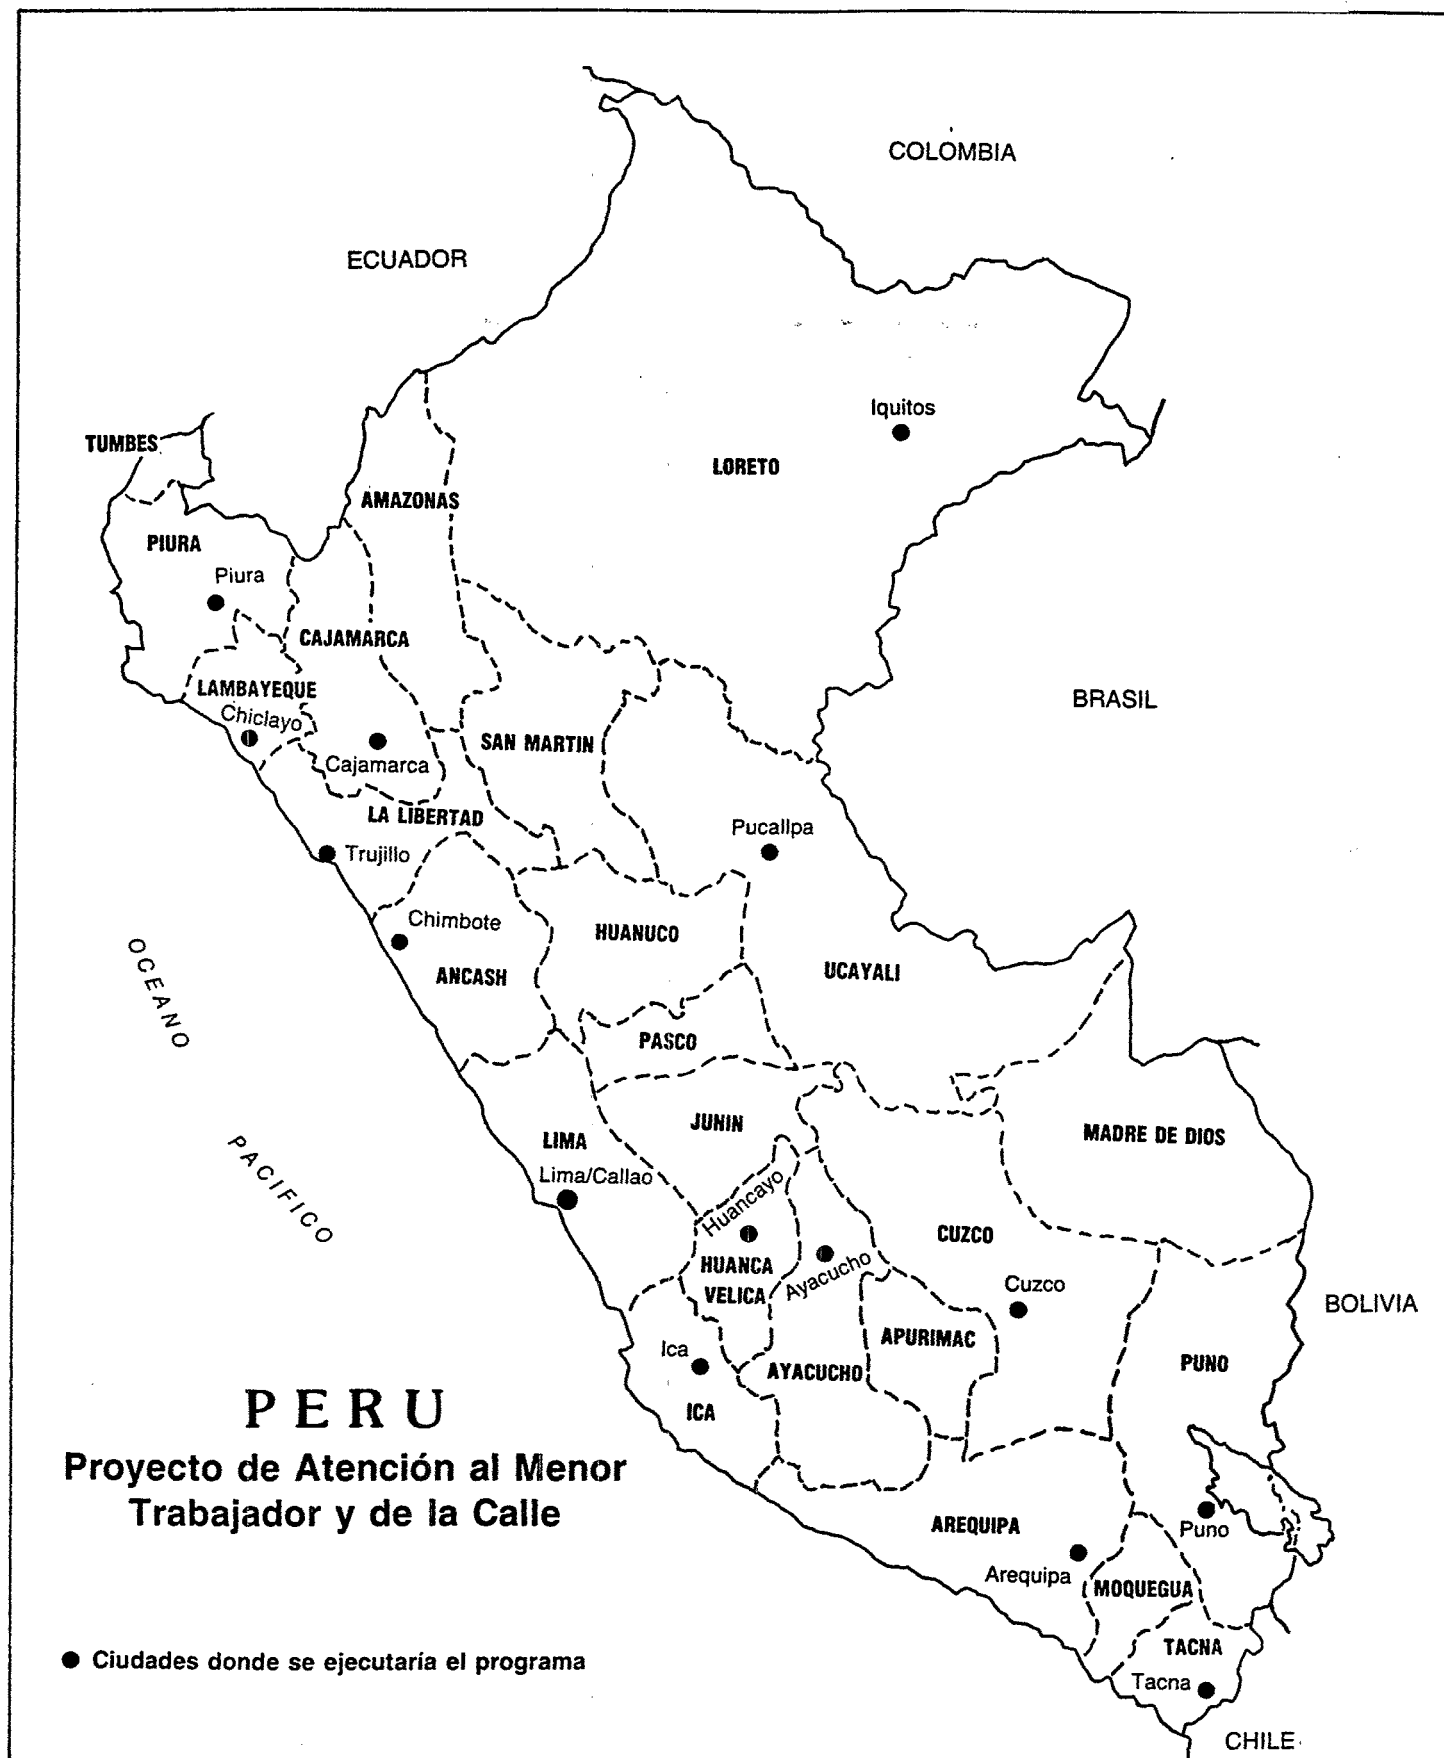 COLOMBIA
ECUADOR
Iquitos
TUMBES
LORETO
AMAZONAS
PIURA
Piura
CAJAMARCA
LAMBAYEQUE
BRASIL
Chiclayo
SAN MARTIN
Cajamarca
LA LIBERTAD
Pucallpa
Trujillo
Chimbote
HUANUCO
ANCASH
UCAYALI
OCEANO
PACIFICO
PASCO
JUNIN
MADRE DE DIOS
LIMA
Lima/Callao
Huancayo
CUZCO
HUANCA
VELICA
Ayacucho
Cuzco
BOLIVIA
APURIMAC
Ica
AYACUCHO
PUNO
ICA
PERU
Proyecto de Atención al Menor
Trabajador y de la Calle
AREQUIPA
Puno
Arequipa
MOQUEGUA
TACNA
Tacna
Ciudades donde se ejecutaría el programa
CHILE